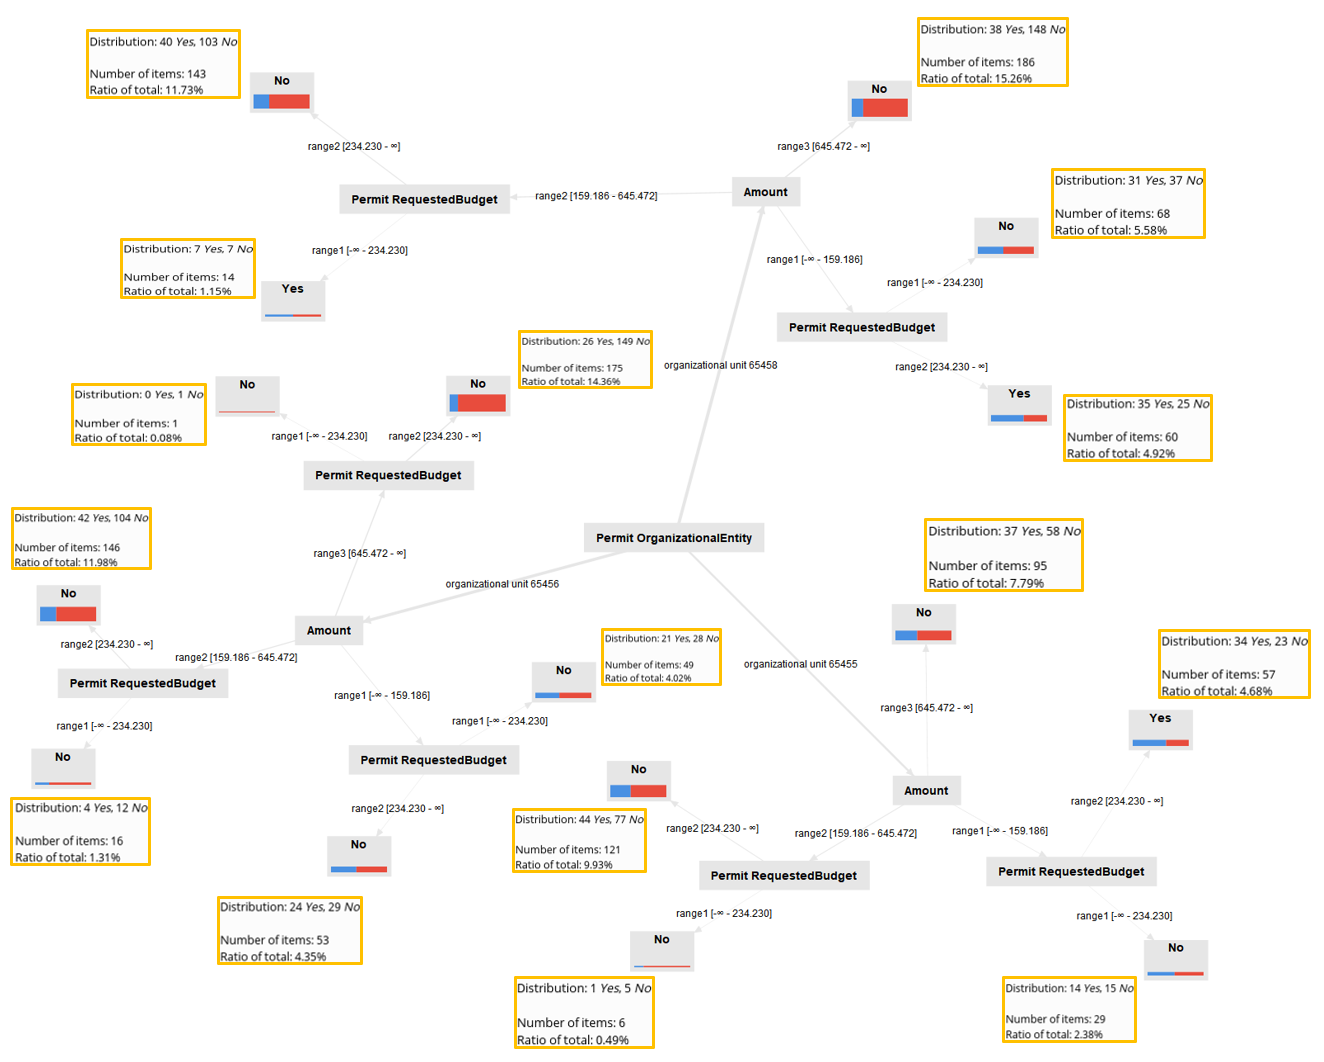 Distribution: 40 Yes, 103 No
Number of items: 143
Ratio of total: 11.73%
No
range2 [234.230 - ∞]
Permit RequestedBudget
range1 [-∞ - 234.230]
Distribution: 7 Yes, 7 No
Number of items: 14
Ratio of total: 1.15%
Yes
range2 [159.186 - 645.472]
Amount
Distribution: 38 Yes, 148 No
Number of items: 186
Ratio of total: 15.26%
No
range3 [645.472 - ∞]
range1 [-∞ - 159.186]
Distribution: 31 Yes, 37 No
Number of items: 68
Ratio of total: 5.58%
No
range1 [-∞ - 234.230]
Permit RequestedBudget
range2 [234.230 - ∞]
Yes
Distribution: 35 Yes, 25 No
Number of items: 60
Ratio of total: 4.92%
organizational unit 65458
Distribution: 26 Yes, 149 No
Number of items: 175
Ratio of total: 14.36%
No
No
Distribution: 0 Yes, 1 No
Number of items: 1
Ratio of total: 0.08%
range1 [-∞ - 234.230]
range2 [234.230 - ∞]
Permit RequestedBudget
range3 [645.472 - ∞]
Permit OrganizationalEntity
organizational unit 65456
Distribution: 42 Yes, 104 No
Number of items: 146
Ratio of total: 11.98%
No
range2 [234.230 - ∞]
Amount
range2 [159.186 - 645.472]
Permit RequestedBudget
range1 [-∞ - 234.230]
No
Distribution: 4 Yes, 12 No
Number of items: 16
Ratio of total: 1.31%
range1 [-∞ - 159.186]
Distribution: 21 Yes, 28 No
Number of items: 49
Ratio of total: 4.02%
No
range1 [-∞ - 234.230]
Permit RequestedBudget
range2 [234.230 - ∞]
No
Distribution: 24 Yes, 29 No
Number of items: 53
Ratio of total: 4.35%
organizational unit 65455
Distribution: 37 Yes, 58 No
Number of items: 95
Ratio of total: 7.79%
No
range3 [645.472 - ∞]
Amount
Distribution: 34 Yes, 23 No
Number of items: 57
Ratio of total: 4.68%
Yes
range2 [234.230 - ∞]
range1 [-∞ - 159.186]
Permit RequestedBudget
range1 [-∞ - 234.230]
No
Distribution: 14 Yes, 15 No
Number of items: 29
Ratio of total: 2.38%
range2 [159.186 - 645.472]
No
Distribution: 44 Yes, 77 No
Number of items: 121
Ratio of total: 9.93%
range2 [234.230 - ∞]
Permit RequestedBudget
range1 [-∞ - 234.230]
No
Distribution: 1 Yes, 5 No
Number of items: 6
Ratio of total: 0.49%